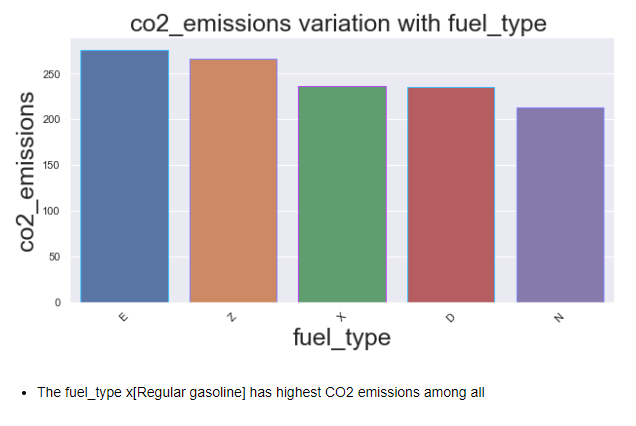 co2_emissions variation with fuel_type
co2_emissions
250
200
150
100
50
0
E
Z
X
D
N
fuel_type
• The fuel_type x[Regular gasoline] has highest CO2 emissions among all